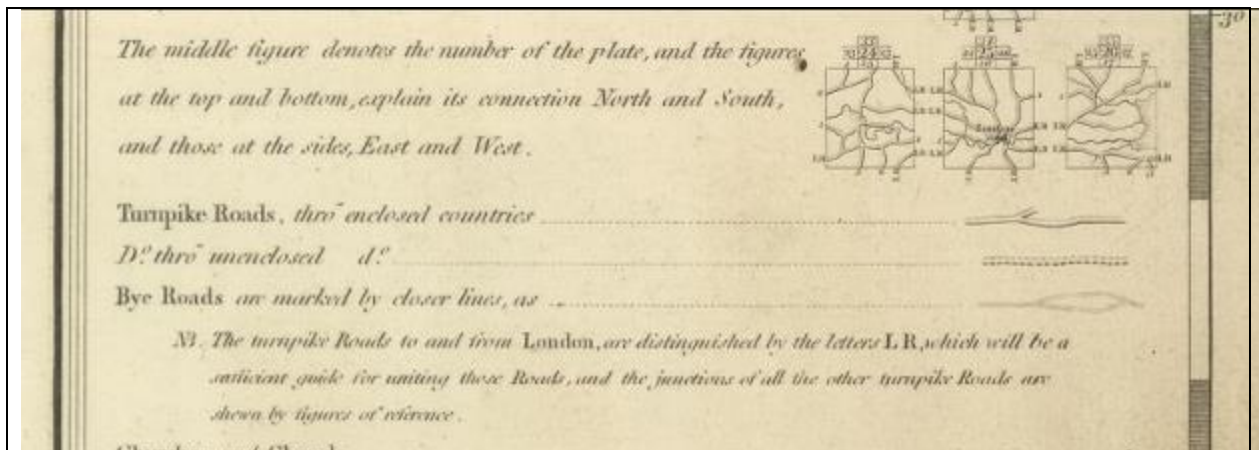 30
The middle figure denotes the number of the plate, and the figures
at the top and bottom, explain its connection North and South,
and those at the sides, East and West.
Turnpike Roads, thro' enclosed countries
Do. thro' unenclosed do.
Bye Roads are marked by closer lines, as
NB. The turnpike Roads to and from London, are distinguished by the letters L R, which will be a
sufficient guide for uniting those Roads, and the junctions of all the other turnpike Roads are
shewn by figures of reference.